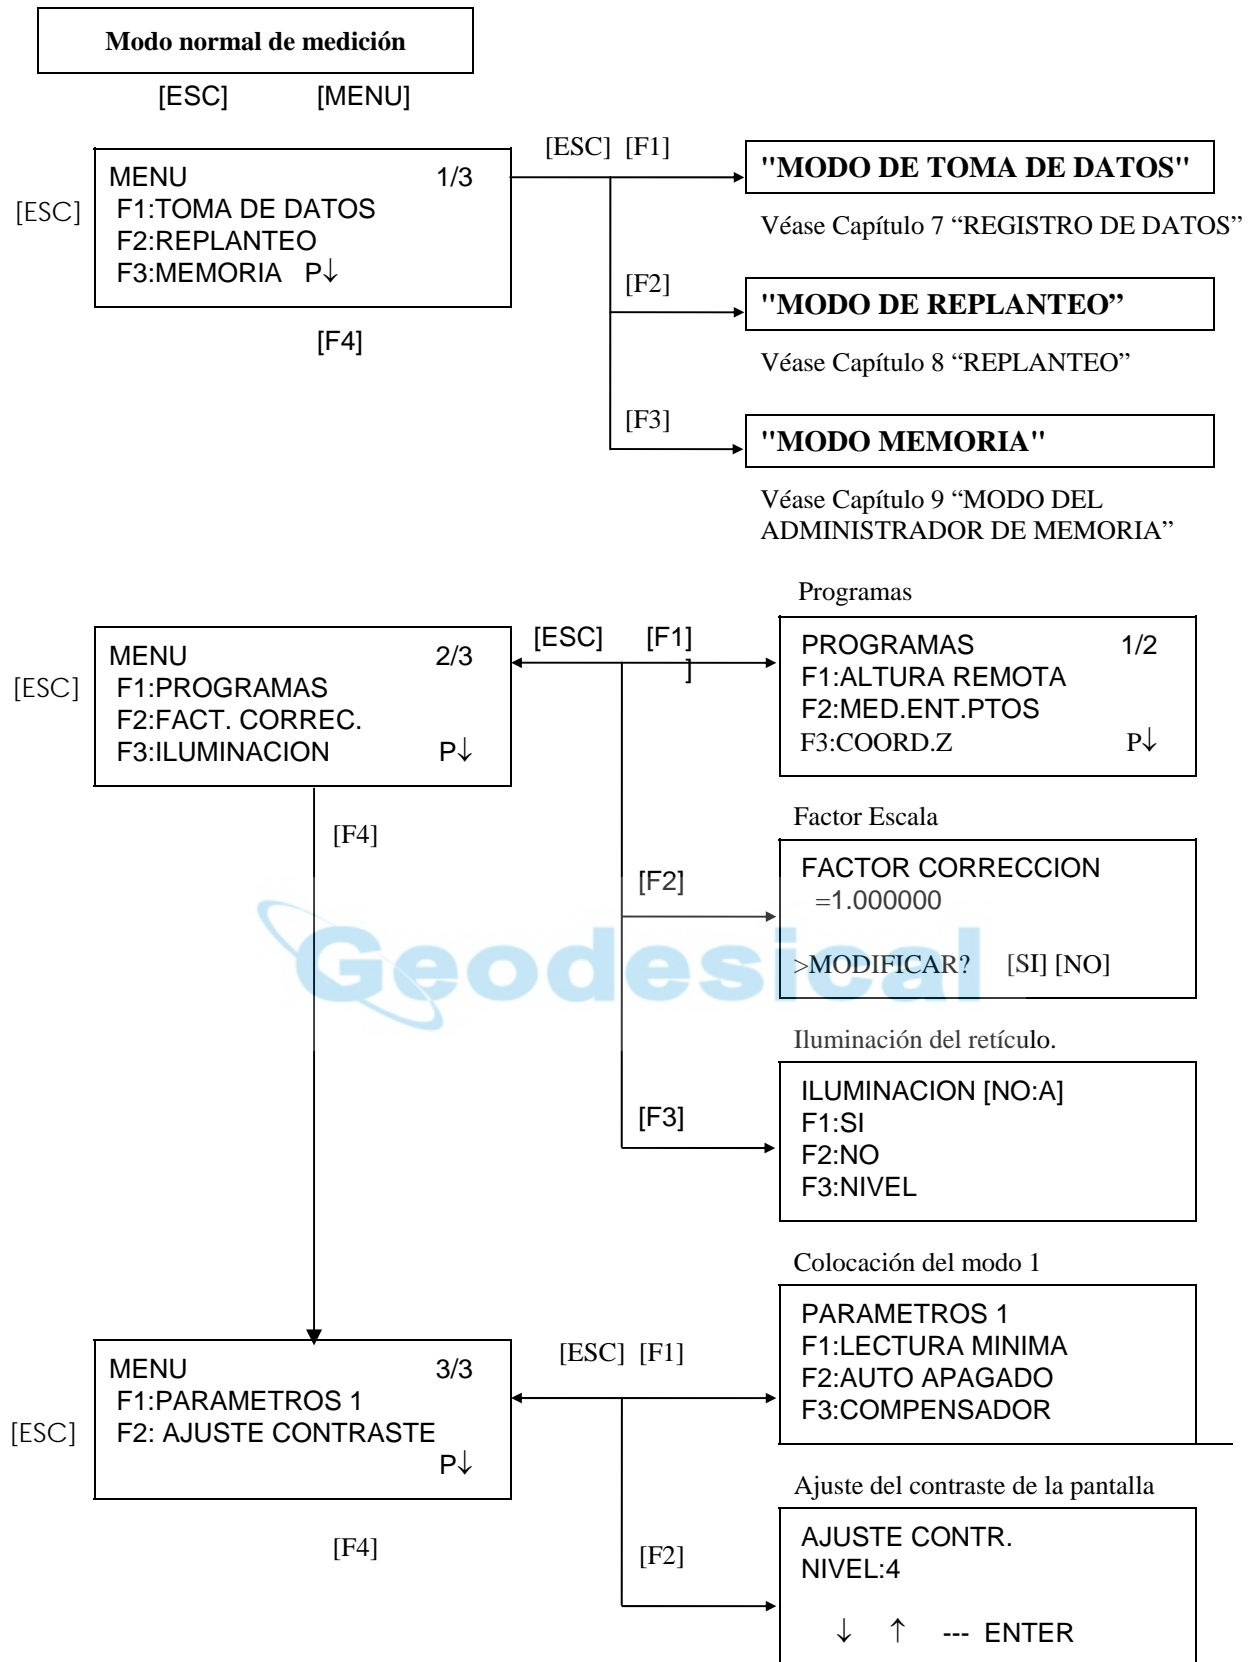 Modo normal de medición
[ESC] [MENU]
[ESC] [F1]
MENU 1/3
F1:TOMA DE DATOS
F2:REPLANTEO
F3:MEMORIA P↓
[ESC]
[F4]
"MODO DE TOMA DE DATOS"
Véase Capítulo 7 “REGISTRO DE DATOS”
[F2]
"MODO DE REPLANTEO”
Véase Capítulo 8 “REPLANTEO”
[F3]
"MODO MEMORIA"
Véase Capítulo 9 “MODO DEL
ADMINISTRADOR DE MEMORIA”
MENU 2/3
F1:PROGRAMAS
F2:FACT. CORREC.
F3:ILUMINACION P↓
[ESC]
[F4]
[ESC] [F1]
]
Programas
PROGRAMAS 1/2
F1:ALTURA REMOTA
F2:MED.ENT.PTOS
F3:COORD.Z P↓
Factor Escala
[F2]
FACTOR CORRECCION
=1.000000
>MODIFICAR? [SI] [NO]
Geodesical
Iluminación del retículo.
[F3]
ILUMINACION [NO:A]
F1:SI
F2:NO
F3:NIVEL
MENU 3/3
F1:PARAMETROS 1
F2: AJUSTE CONTRASTE
P↓
[ESC]
[F4]
[ESC] [F1]
Colocación del modo 1
PARAMETROS 1
F1:LECTURA MINIMA
F2:AUTO APAGADO
F3:COMPENSADOR
Ajuste del contraste de la pantalla
[F2]
AJUSTE CONTR.
NIVEL:4
↓ ↑ --- ENTER